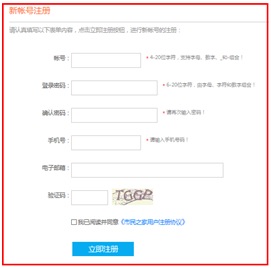 新帐号注册
请认真填写以下表单内容，点击立即注册按钮，进行新帐号的注册：
帐号：
* 4-20位字符，支持字母、数字、_和-组合！
登录密码：
* 6-20位字符，由字母、字符和数字组合！
确认密码：
* 请再次输入密码！
手机号：
* 请输入手机号码！
电子邮箱：
验证码：
T6GP
我已阅读并同意《市民之家用户注册协议》
立即注册